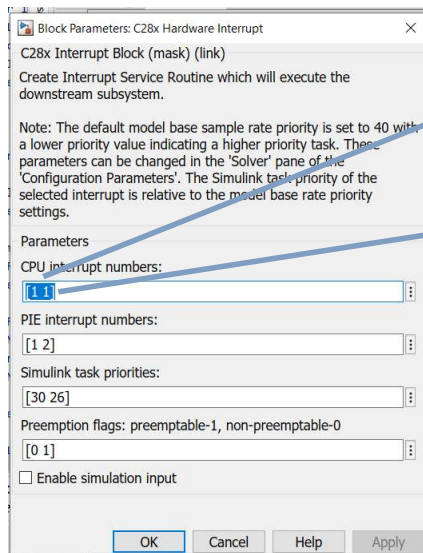 Block Parameters: C28x Hardware Interrupt
C28x Interrupt Block (mask) (link)
Create Interrupt Service Routine which will execute the
downstream subsystem.
Note: The default model base sample rate priority is set to 40 with
a lower priority value indicating a higher priority task. These
parameters can be changed in the 'Solver' pane of the
'Configuration Parameters'. The Simulink task priority of the
selected interrupt is relative to the model base rate priority
settings.
Parameters
CPU interrupt numbers:
[1 1]
PIE interrupt numbers:
[1 2]
Simulink task priorities:
[30 26]
Preemption flags: preemptable-1, non-preemptable-0
[0 1]
Enable simulation input
OK Cancel Help Apply